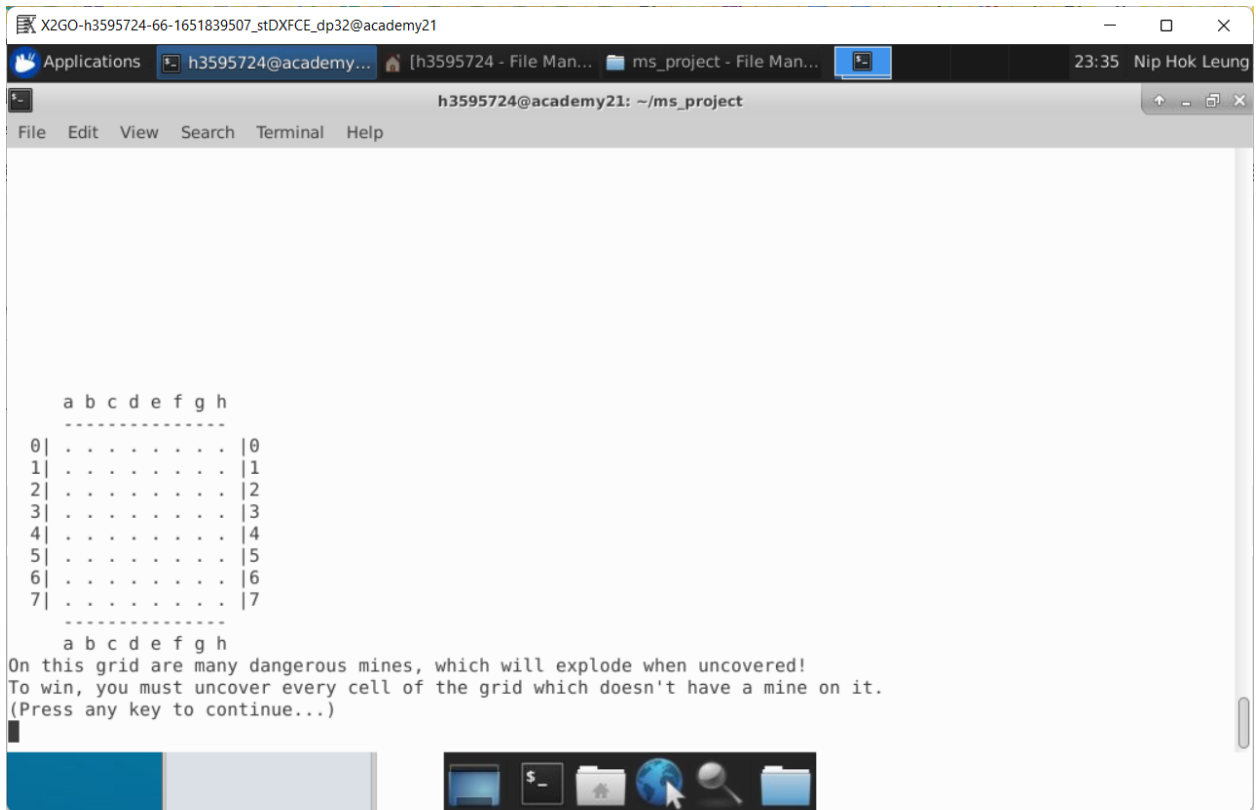 X2GO-h3595724-66-1651839507_stDXFCE_dp32@academy21
Applications h3595724@academy... [h3595724 - File Man... ms_project - File Man... 23:35 Nip Hok Leung
h3595724@academy21: ~/ms_project
File Edit View Search Terminal Help
a b c d e f g h
---------------
0| . . . . . . . . |0
1| . . . . . . . . |1
2| . . . . . . . . |2
3| . . . . . . . . |3
4| . . . . . . . . |4
5| . . . . . . . . |5
6| . . . . . . . . |6
7| . . . . . . . . |7
---------------
a b c d e f g h
On this grid are many dangerous mines, which will explode when uncovered!
To win, you must uncover every cell of the grid which doesn't have a mine on it.
(Press any key to continue...)